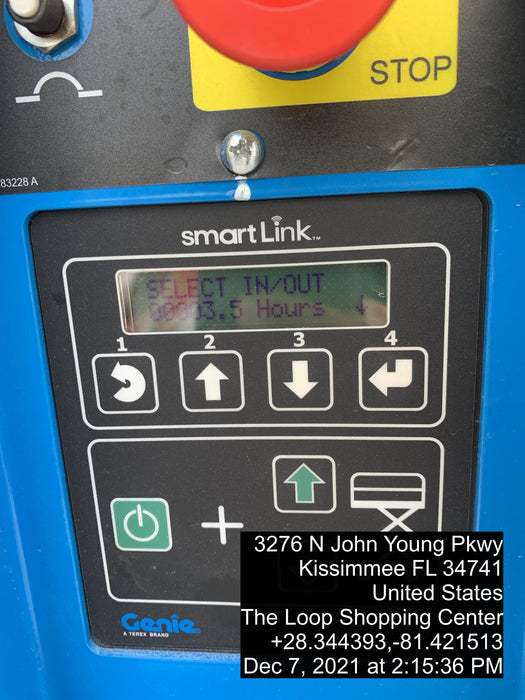 STOP
83228 A
smartLink™
SELECT IN/OUT
00003.5 Hours ↓
1 2 3 4
Genie
A TEREX BRAND
3276 N John Young Pkwy
Kissimmee FL 34741
United States
The Loop Shopping Center
+28.344393,-81.421513
Dec 7, 2021 at 2:15:36 PM